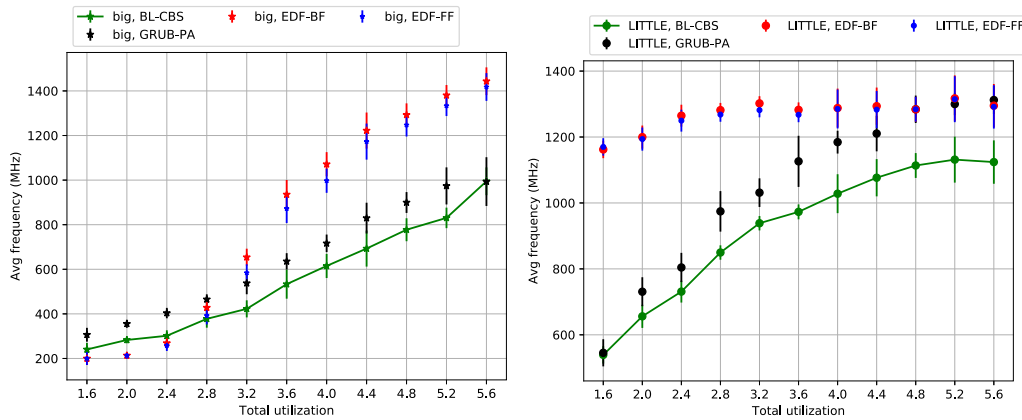 big, BL-CBS
big, EDF-BF
big, EDF-FF
big, GRUB-PA
Avg frequency (MHz)
1400
1200
1000
800
600
400
200
1.6 2.0 2.4 2.8 3.2 3.6 4.0 4.4 4.8 5.2 5.6
Total utilization
LITTLE, BL-CBS
LITTLE, EDF-BF
LITTLE, EDF-FF
LITTLE, GRUB-PA
Avg frequency (MHz)
1400
1200
1000
800
600
1.6 2.0 2.4 2.8 3.2 3.6 4.0 4.4 4.8 5.2 5.6
Total utilization